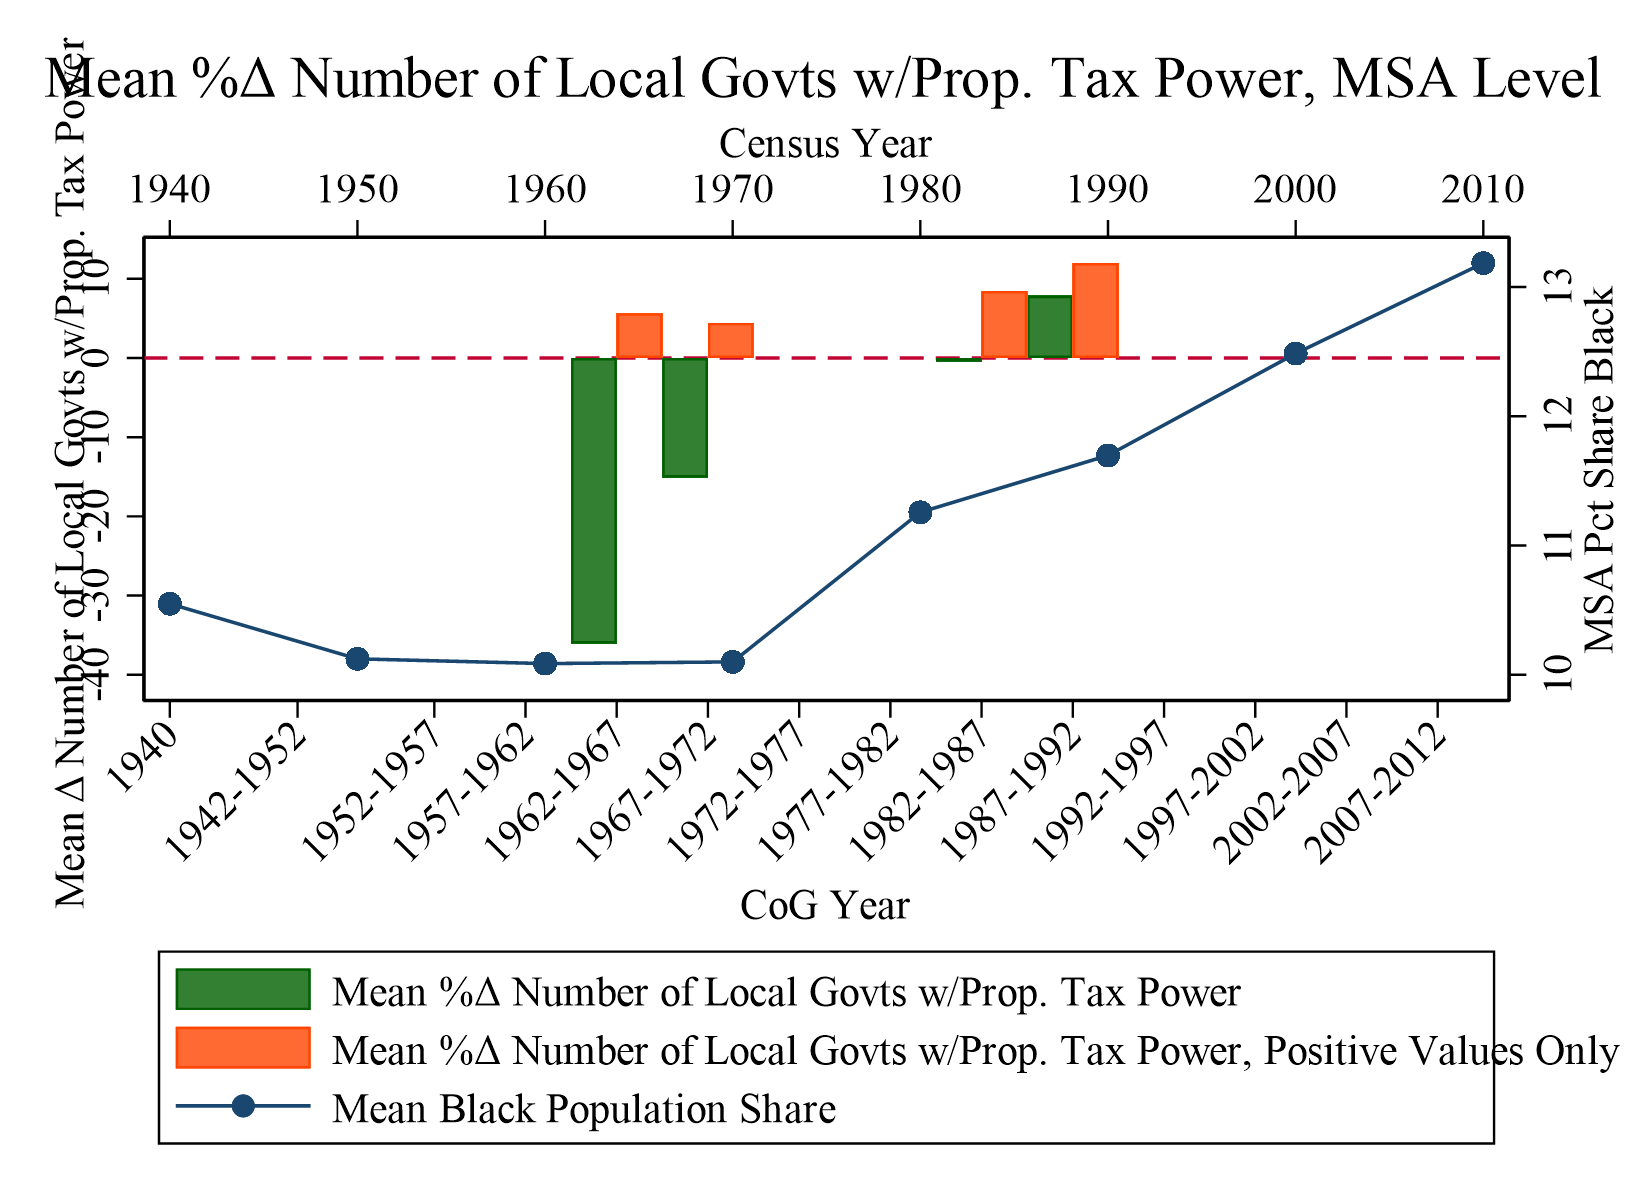 Mean %Δ Number of Local Govts w/Prop. Tax Power, MSA Level
Census Year
1940 1950 1960 1970 1980 1990 2000 2010
Mean Δ Number of Local Govts w/Prop. Tax Power
10
0
-10
-20
-30
-40
13
12
11
10
MSA Pct Share Black
1940 1942-1952 1952-1957 1957-1962 1962-1967 1967-1972 1972-1977 1977-1982 1982-1987 1987-1992 1992-1997 1997-2002 2002-2007 2007-2012
CoG Year
Mean %Δ Number of Local Govts w/Prop. Tax Power
Mean %Δ Number of Local Govts w/Prop. Tax Power, Positive Values Only
Mean Black Population Share